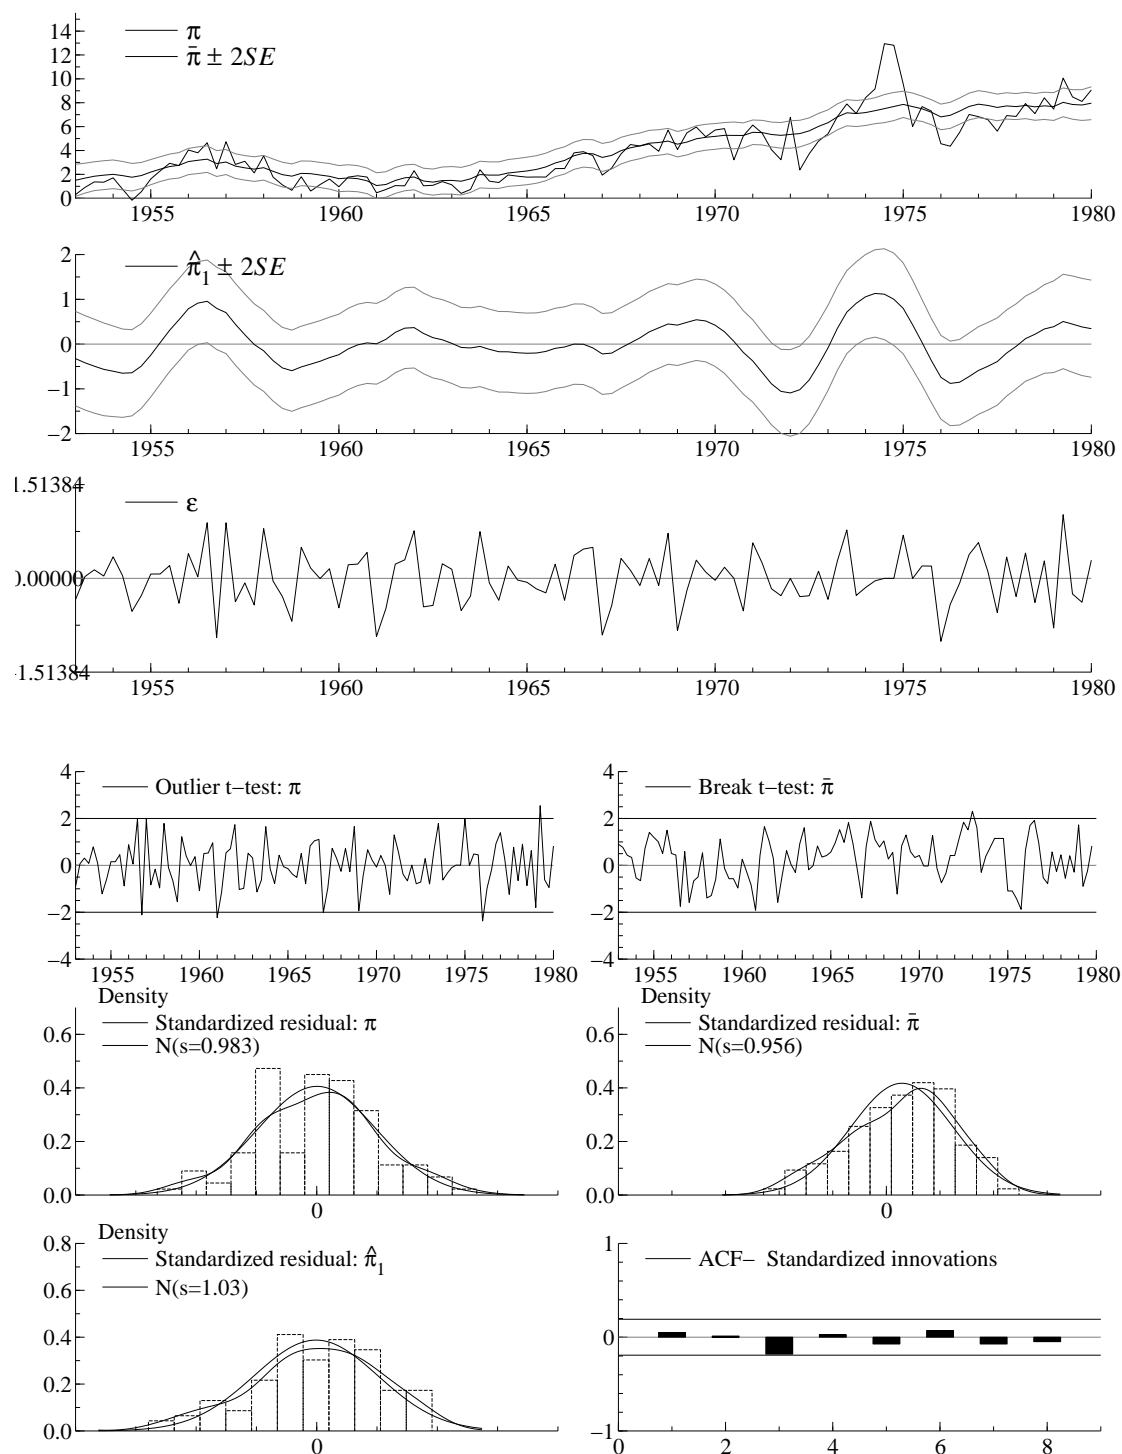 π
π̄ ± 2SE
14
12
10
8
6
4
2
0
1955 1960 1965 1970 1975 1980
π̂1 ± 2SE
2
1
0
−1
−2
1955 1960 1965 1970 1975 1980
1.51384
ε
0.00000
-1.51384
1955 1960 1965 1970 1975 1980
4
Outlier t−test: π
2
0
−2
−4
1955 1960 1965 1970 1975 1980
4
Break t−test: π̄
2
0
−2
−4
1955 1960 1965 1970 1975 1980
Density
Standardized residual: π
N(s=0.983)
0.6
0.4
0.2
0.0
0
Density
Standardized residual: π̄
N(s=0.956)
0.6
0.4
0.2
0.0
0
Density
0.8
Standardized residual: π̂1
N(s=1.03)
0.6
0.4
0.2
0.0
0
1
ACF− Standardized innovations
0
−1
0 2 4 6 8